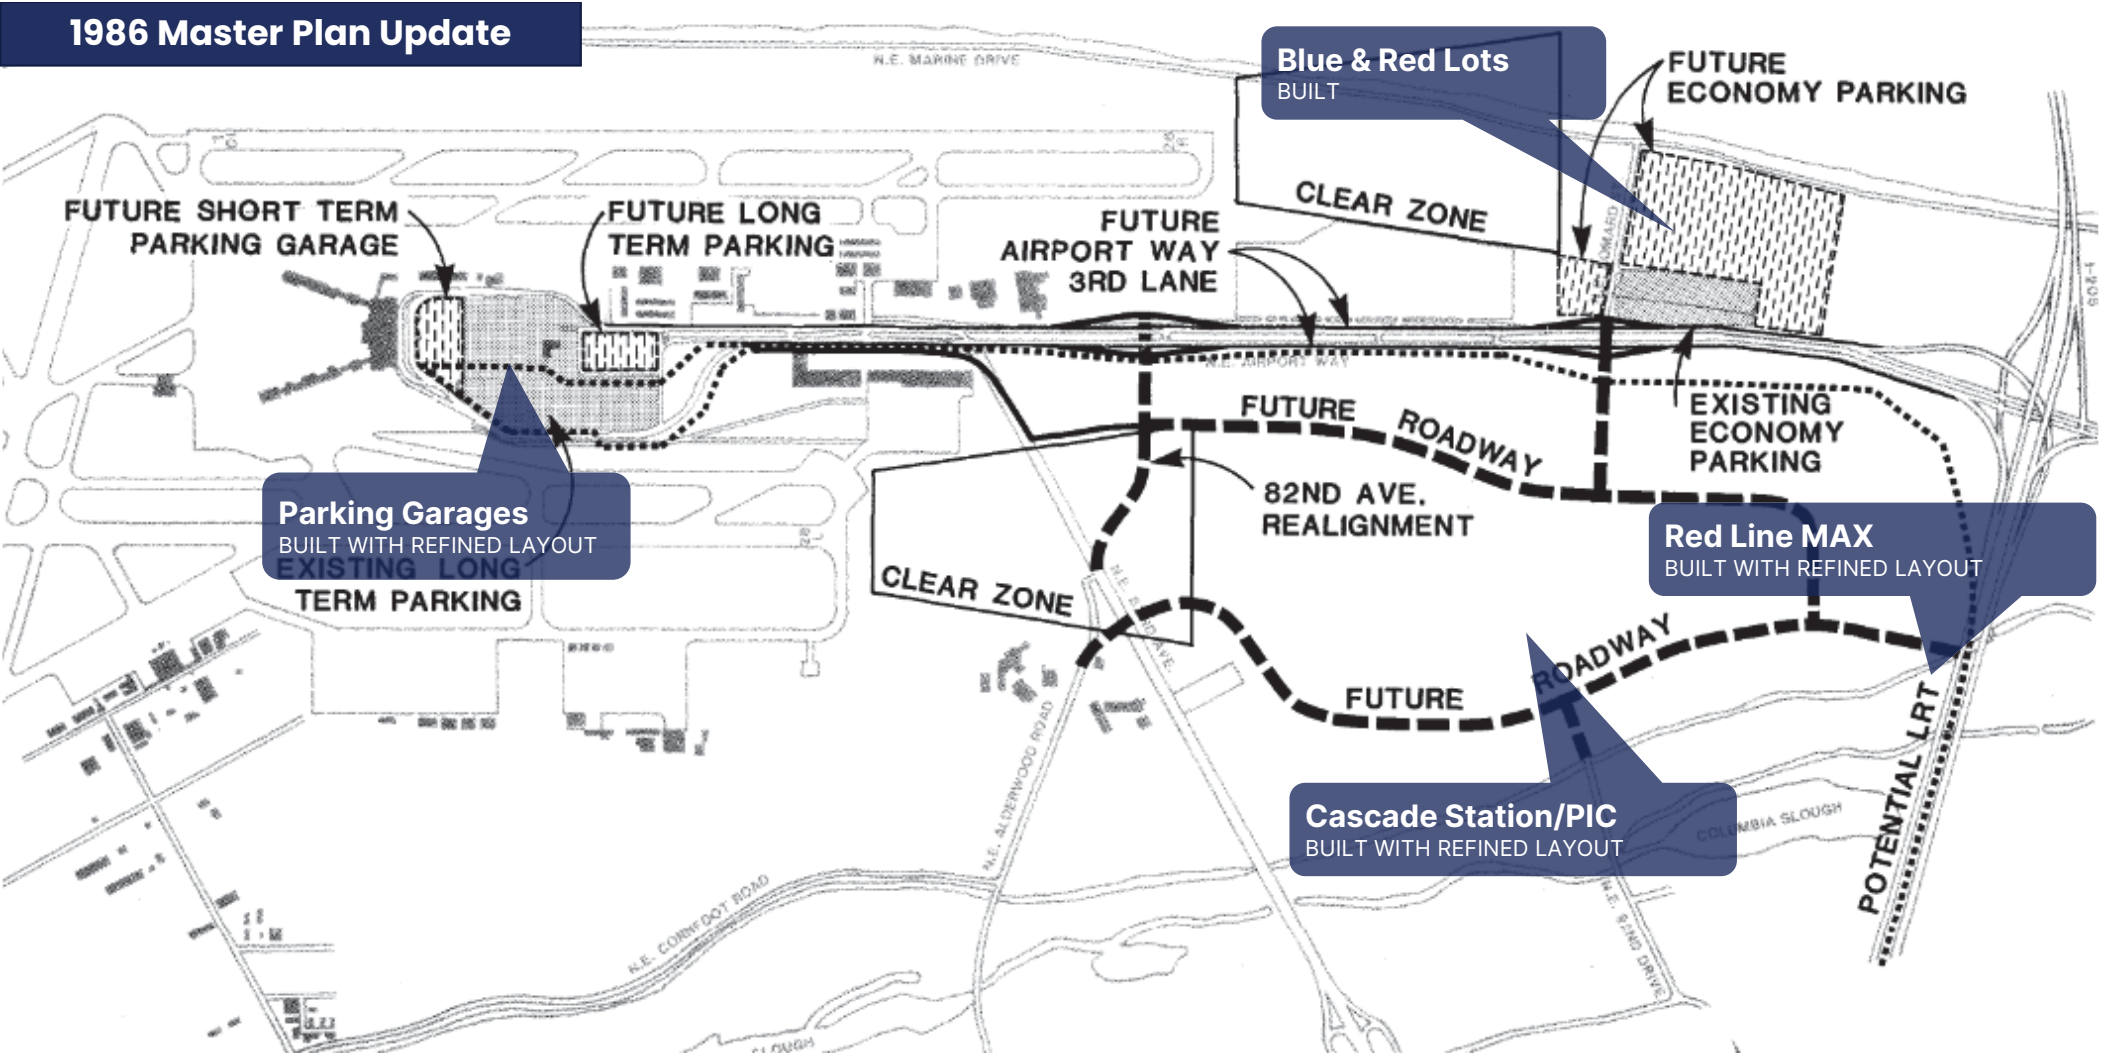 1986 Master Plan Update
N.E. MARINE DRIVE
Blue & Red Lots
BUILT
FUTURE
ECONOMY PARKING
CLEAR ZONE
FUTURE SHORT TERM
PARKING GARAGE
FUTURE LONG
TERM PARKING
FUTURE
AIRPORT WAY
3RD LANE
I-205
N.E. AIRPORT WAY
EXISTING
ECONOMY
PARKING
FUTURE ROADWAY
82ND AVE.
REALIGNMENT
Parking Garages
BUILT WITH REFINED LAYOUT
EXISTING LONG
TERM PARKING
Red Line MAX
BUILT WITH REFINED LAYOUT
CLEAR ZONE
FUTURE ROADWAY
POTENTIAL LRT
N.E. ALDERWOOD ROAD
Cascade Station/PIC
BUILT WITH REFINED LAYOUT
COLUMBIA SLOUGH
N.E. CORNFOOT ROAD
N.E. SAND DRIVE
SLOUGH